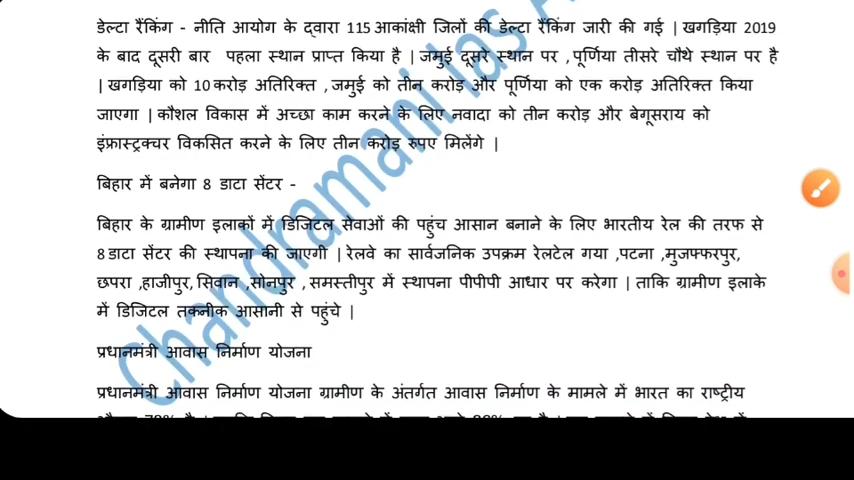 डेल्टा रैंकिंग - नीति आयोग के द्वारा 115 आकांक्षी जिलों की डेल्टा रैंकिंग जारी की गई | खगड़िया 2019
के बाद दूसरी बार पहला स्थान प्राप्त किया है | जमुई दूसरे स्थान पर , पूर्णिया तीसरे चौथे स्थान पर है
| खगड़िया को 10 करोड़ अतिरिक्त , जमुई को तीन करोड़ और पूर्णिया को एक करोड़ अतिरिक्त किया
जाएगा | कौशल विकास में अच्छा काम करने के लिए नवादा को तीन करोड़ और बेगूसराय को
इंफ्रास्ट्रक्चर विकसित करने के लिए तीन करोड़ रुपए मिलेंगे |
बिहार में बनेगा 8 डाटा सेंटर -
बिहार के ग्रामीण इलाकों में डिजिटल सेवाओं की पहुंच आसान बनाने के लिए भारतीय रेल की तरफ से
8 डाटा सेंटर की स्थापना की जाएगी | रेलवे का सार्वजनिक उपक्रम रेलटेल गया ,पटना ,मुजफ्फरपुर,
छपरा ,हाजीपुर, सिवान ,सोनपुर , समस्तीपुर में स्थापना पीपीपी आधार पर करेगा | ताकि ग्रामीण इलाके
में डिजिटल तकनीक आसानी से पहुंचे |
प्रधानमंत्री आवास निर्माण योजना
प्रधानमंत्री आवास निर्माण योजना ग्रामीण के अंतर्गत आवास निर्माण के मामले में भारत का राष्ट्रीय
Chandramani Ias A